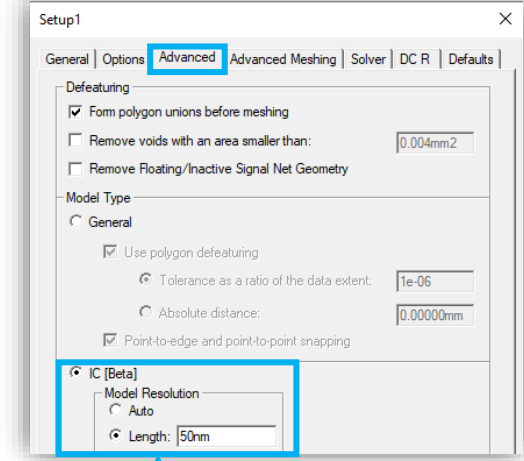 Setup1
General Options Advanced Advanced Meshing Solver DC R Defaults
Defeaturing
Form polygon unions before meshing
Remove voids with an area smaller than: 0.004mm2
Remove Floating/Inactive Signal Net Geometry
Model Type
General
Use polygon defeaturing
Tolerance as a ratio of the data extent: 1e-06
Absolute distance: 0.00000mm
Point-to-edge and point-to-point snapping
IC [Beta]
Model Resolution
Auto
Length: 50nm